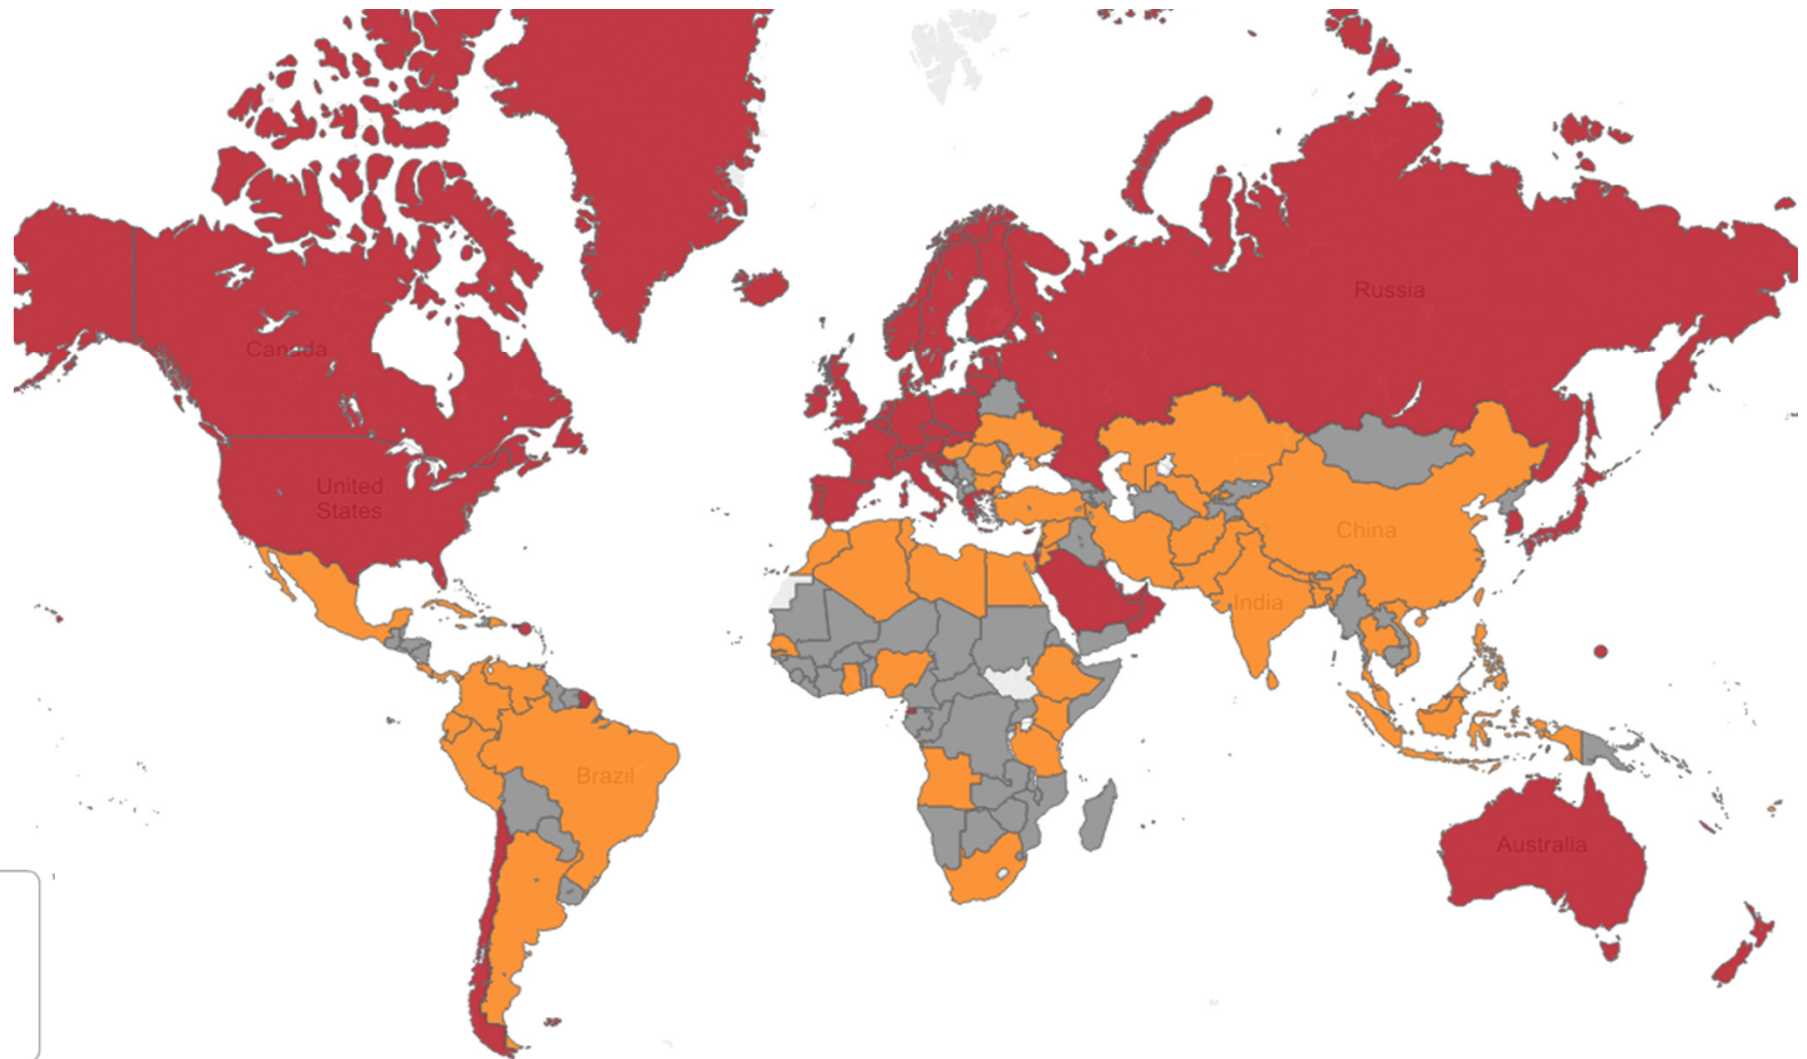 Russia
Canada
United
States
China
India
Brazil
Australia